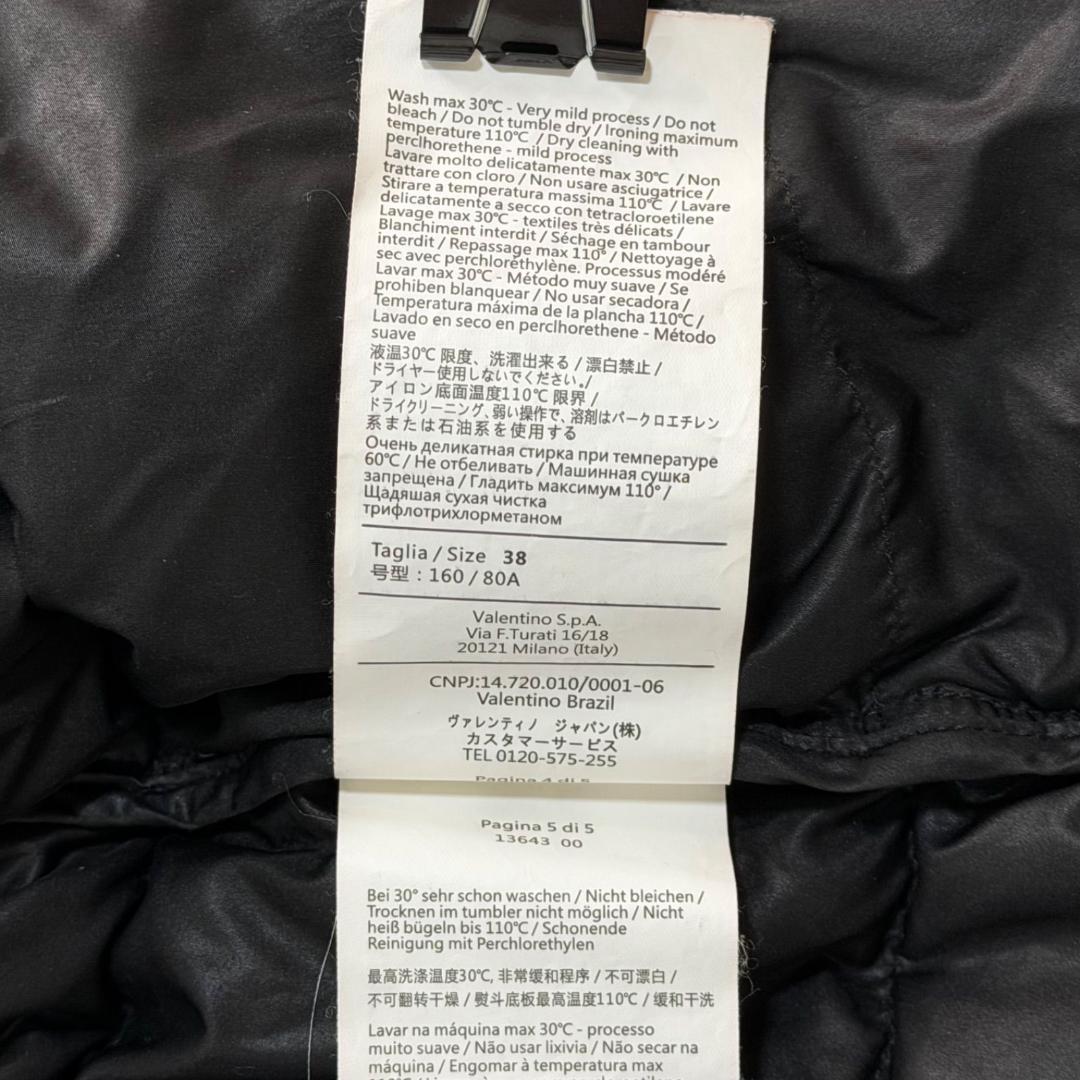 Wash max 30℃ - Very mild process / Do not
bleach / Do not tumble dry / Ironing maximum
temperature 110℃ / Dry cleaning with
perclhorethene - mild process
Lavare molto delicatamente max 30℃ / Non
trattare con cloro / Non usare asciugatrice /
Stirare a temperatura massima 110℃ / Lavare
delicatamente a secco con tetracloroetilene
Lavage max 30℃ - textiles très délicats /
Blanchiment interdit / Séchage en tambour
interdit / Repassage max 110° / Nettoyage à
sec avec perchloréthylène. Processus modéré
Lavar max 30℃ - Método muy suave / Se
prohiben blanquear / No usar secadora /
Temperatura máxima de la plancha 110℃ /
Lavado en seco en perclhorethene - Método
suave
液温30℃ 限度、洗濯出来る / 漂白禁止 /
ドライヤー使用しないでください。/
アイロン底面温度110℃ 限界 /
ドライクリーニング、弱い操作で、溶剤はパークロエチレン
系または石油系を使用する
Очень деликатная стирка при температуре
60℃ / Не отбеливать / Машинная сушка
запрещена / Гладить максимум 110° /
Щадяшая сухая чистка
трифлотрихлорметаном
Taglia / Size 38
号型 : 160 / 80A
Valentino S.p.A.
Via F.Turati 16/18
20121 Milano (Italy)
CNPJ:14.720.010/0001-06
Valentino Brazil
ヴァレンティノ ジャパン(株)
カスタマーサービス
TEL 0120-575-255
Pagina 4 di 5
Pagina 5 di 5
13643 00
Bei 30° sehr schon waschen / Nicht bleichen /
Trocknen im tumbler nicht möglich / Nicht
heiß bügeln bis 110℃ / Schonende
Reinigung mit Perchlorethylen
最高洗涤温度30℃, 非常缓和程序 / 不可漂白 /
不可翻转干燥 / 熨斗底板最高温度110℃ / 缓和干洗
Lavar na máquina max 30℃ - processo
muito suave / Não usar lixivia / Não secar na
máquina / Engomar à temperatura max